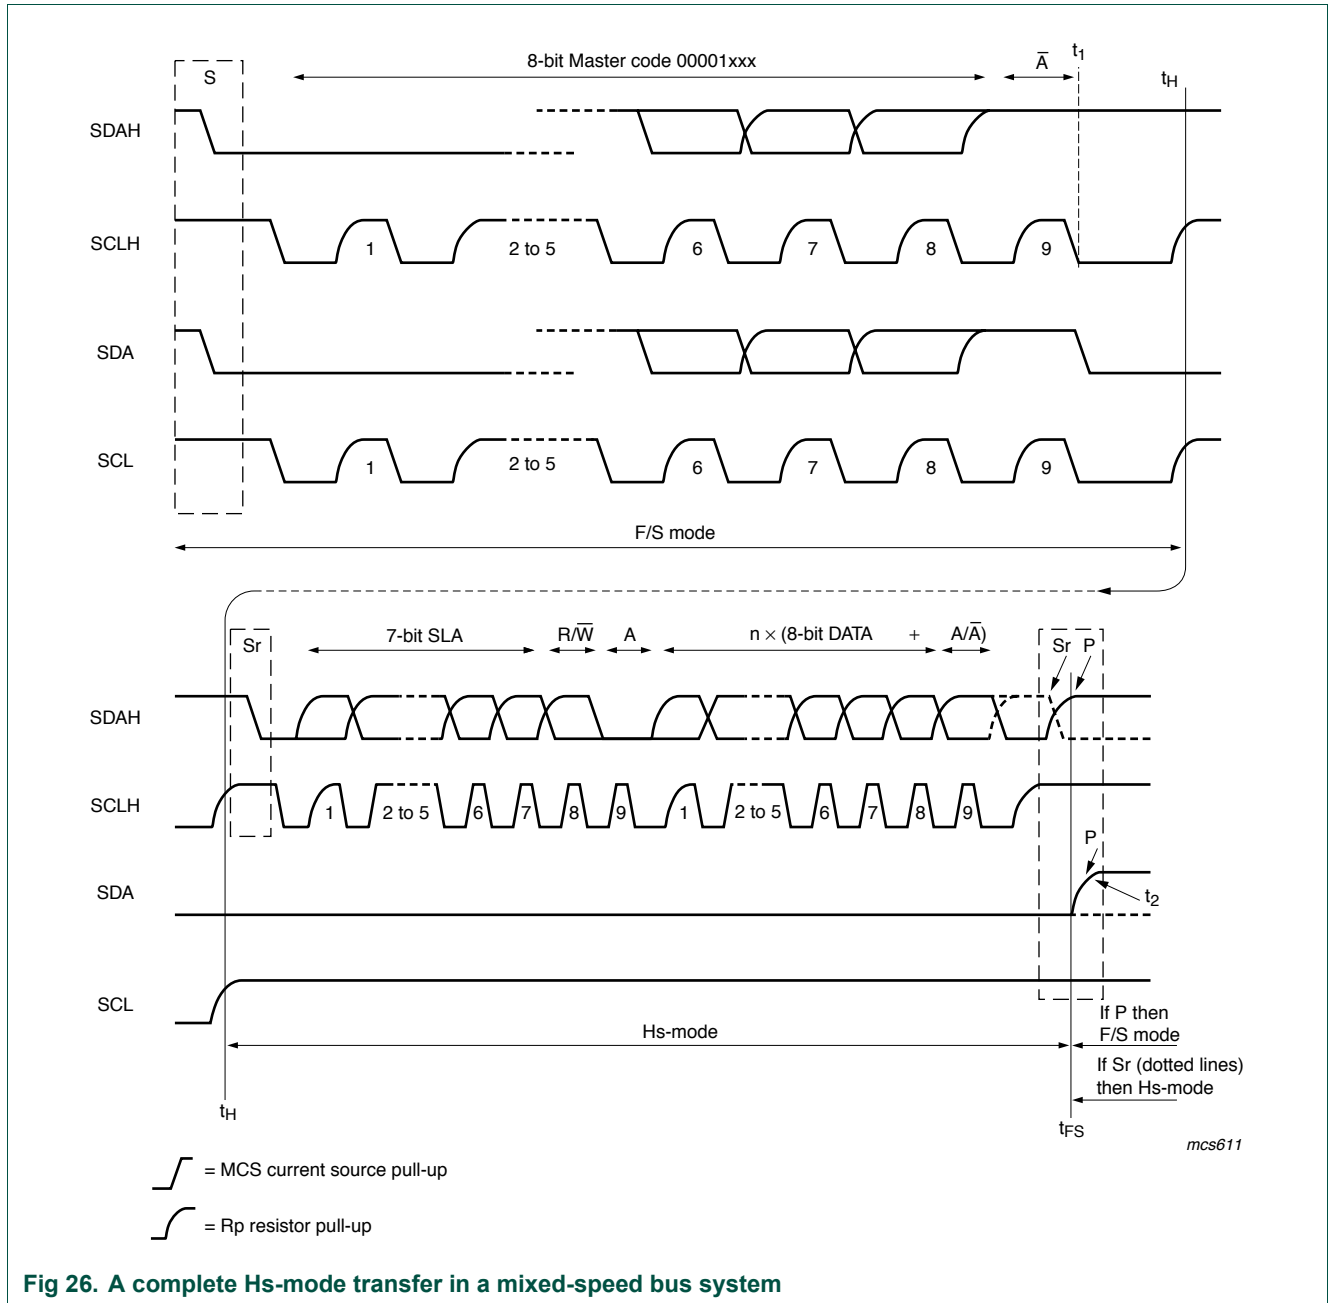 S
8-bit Master code 00001xxx
A̅
t1
tH
SDAH
SCLH
1
2 to 5
6
7
8
9
SDA
SCL
1
2 to 5
6
7
8
9
F/S mode
Sr
7-bit SLA
R/W̅
A
n × (8-bit DATA
+
A/A̅)
Sr
P
SDAH
SCLH
1
2 to 5
6
7
8
9
1
2 to 5
6
7
8
9
P
SDA
t2
SCL
If P then
F/S mode
Hs-mode
If Sr (dotted lines)
then Hs-mode
tH
tFS
mcs611
= MCS current source pull-up
= Rp resistor pull-up
Fig 26. A complete Hs-mode transfer in a mixed-speed bus system